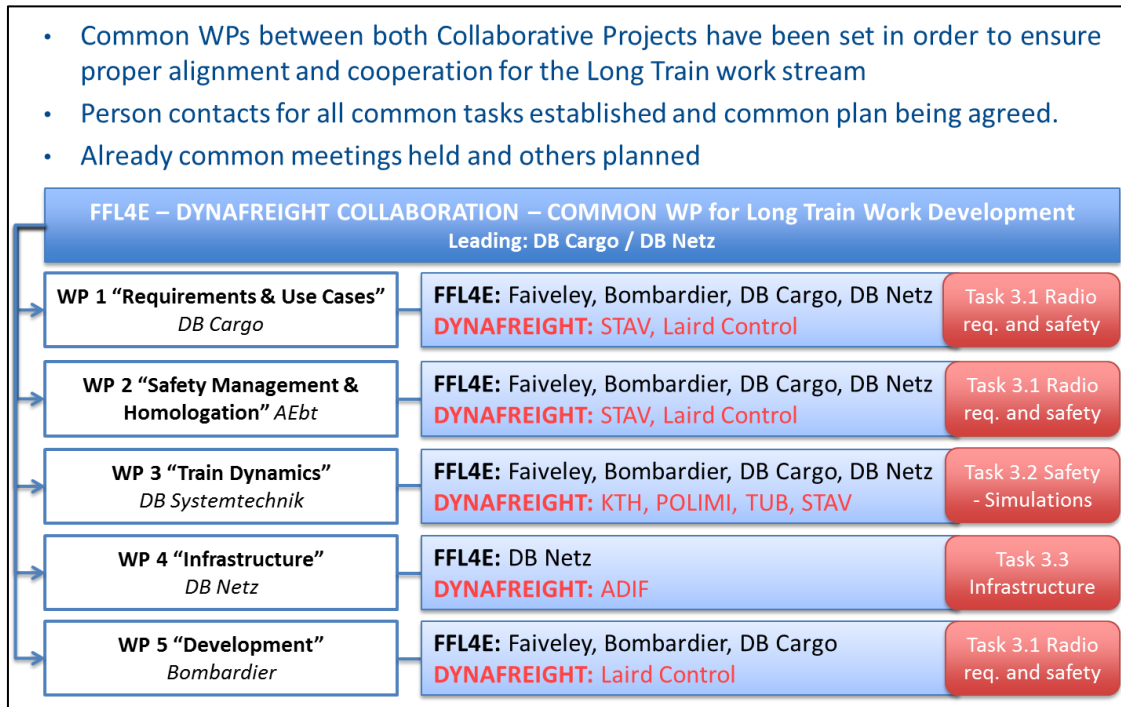 • Common WPs between both Collaborative Projects have been set in order to ensure
proper alignment and cooperation for the Long Train work stream
• Person contacts for all common tasks established and common plan being agreed.
• Already common meetings held and others planned
FFL4E – DYNAFREIGHT COLLABORATION – COMMON WP for Long Train Work Development
Leading: DB Cargo / DB Netz
WP 1 “Requirements & Use Cases”
DB Cargo
FFL4E: Faiveley, Bombardier, DB Cargo, DB Netz
DYNAFREIGHT: STAV, Laird Control
Task 3.1 Radio
req. and safety
WP 2 “Safety Management &
Homologation” AEbt
FFL4E: Faiveley, Bombardier, DB Cargo, DB Netz
DYNAFREIGHT: STAV, Laird Control
Task 3.1 Radio
req. and safety
WP 3 “Train Dynamics”
DB Systemtechnik
FFL4E: Faiveley, Bombardier, DB Cargo, DB Netz
DYNAFREIGHT: KTH, POLIMI, TUB, STAV
Task 3.2 Safety
- Simulations
WP 4 “Infrastructure”
DB Netz
FFL4E: DB Netz
DYNAFREIGHT: ADIF
Task 3.3
Infrastructure
WP 5 “Development”
Bombardier
FFL4E: Faiveley, Bombardier, DB Cargo
DYNAFREIGHT: Laird Control
Task 3.1 Radio
req. and safety